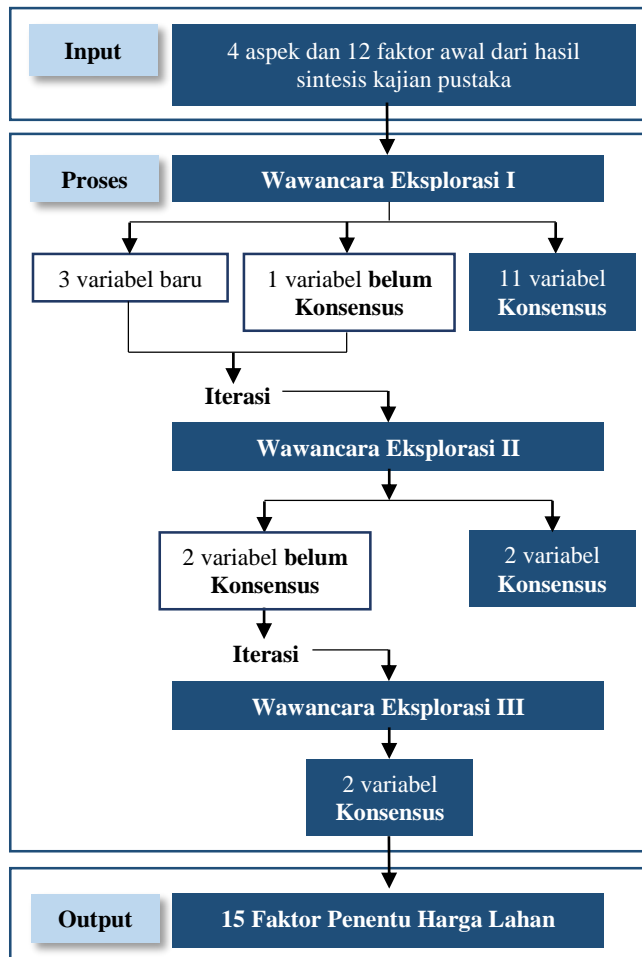 Input
4 aspek dan 12 faktor awal dari hasil
sintesis kajian pustaka
Proses
Wawancara Eksplorasi I
3 variabel baru
1 variabel belum
Konsensus
11 variabel
Konsensus
Iterasi
Wawancara Eksplorasi II
2 variabel belum
Konsensus
2 variabel
Konsensus
Iterasi
Wawancara Eksplorasi III
2 variabel
Konsensus
Output
15 Faktor Penentu Harga Lahan